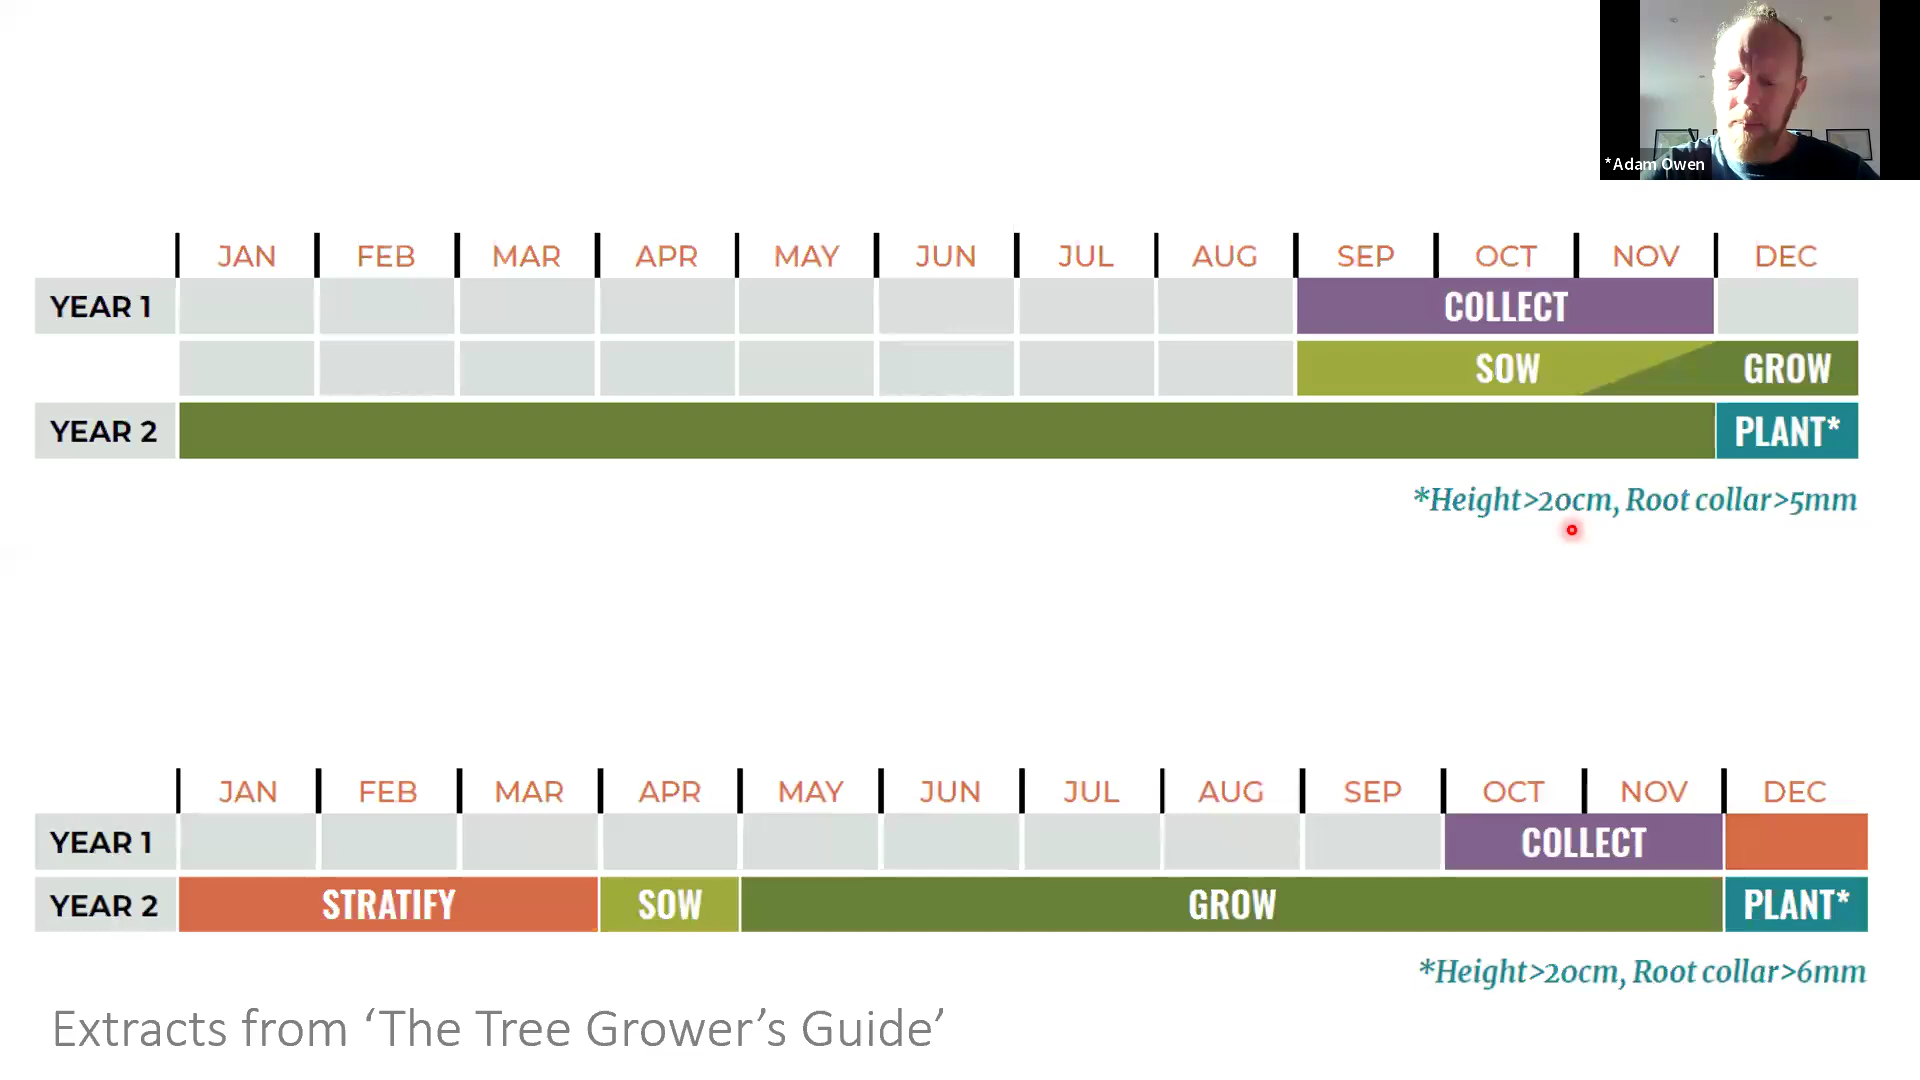 *Adam Owen
JAN FEB MAR APR MAY JUN JUL AUG SEP OCT NOV DEC
YEAR 1 COLLECT
SOW GROW
YEAR 2 PLANT*
*Height>20cm, Root collar>5mm
JAN FEB MAR APR MAY JUN JUL AUG SEP OCT NOV DEC
YEAR 1 COLLECT
YEAR 2 STRATIFY SOW GROW PLANT*
*Height>20cm, Root collar>6mm
Extracts from ‘The Tree Grower’s Guide’